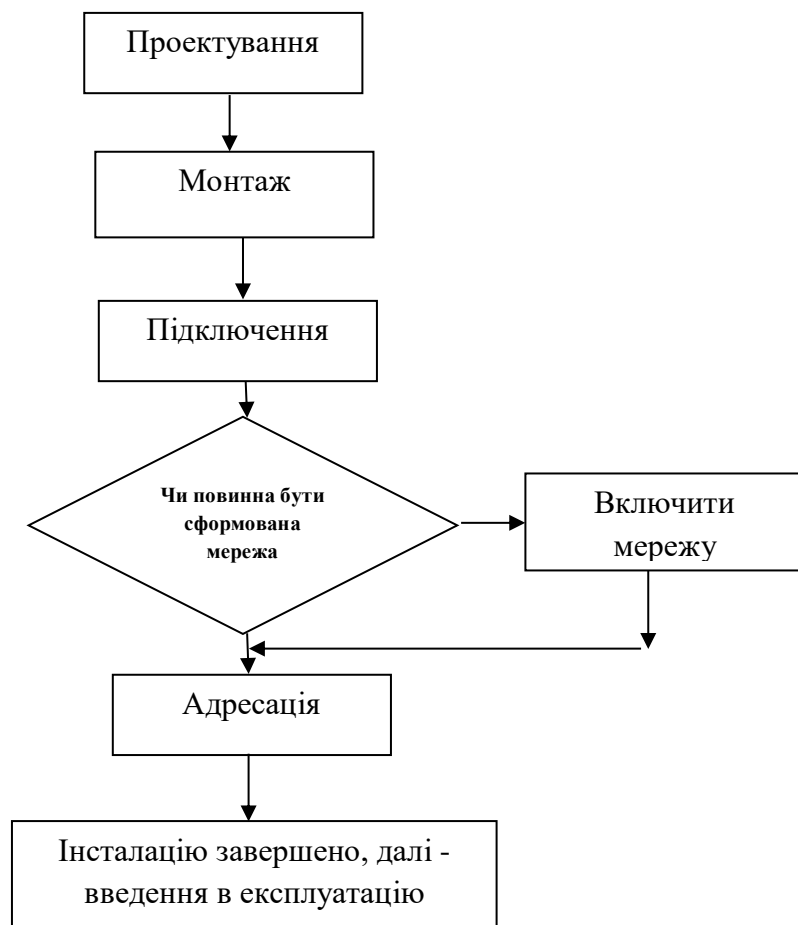 Проектування
Монтаж
Підключення
Чи повинна бути
сформована
мережа
Включити
мережу
Адресація
Інсталацію завершено, далі -
введення в експлуатацію